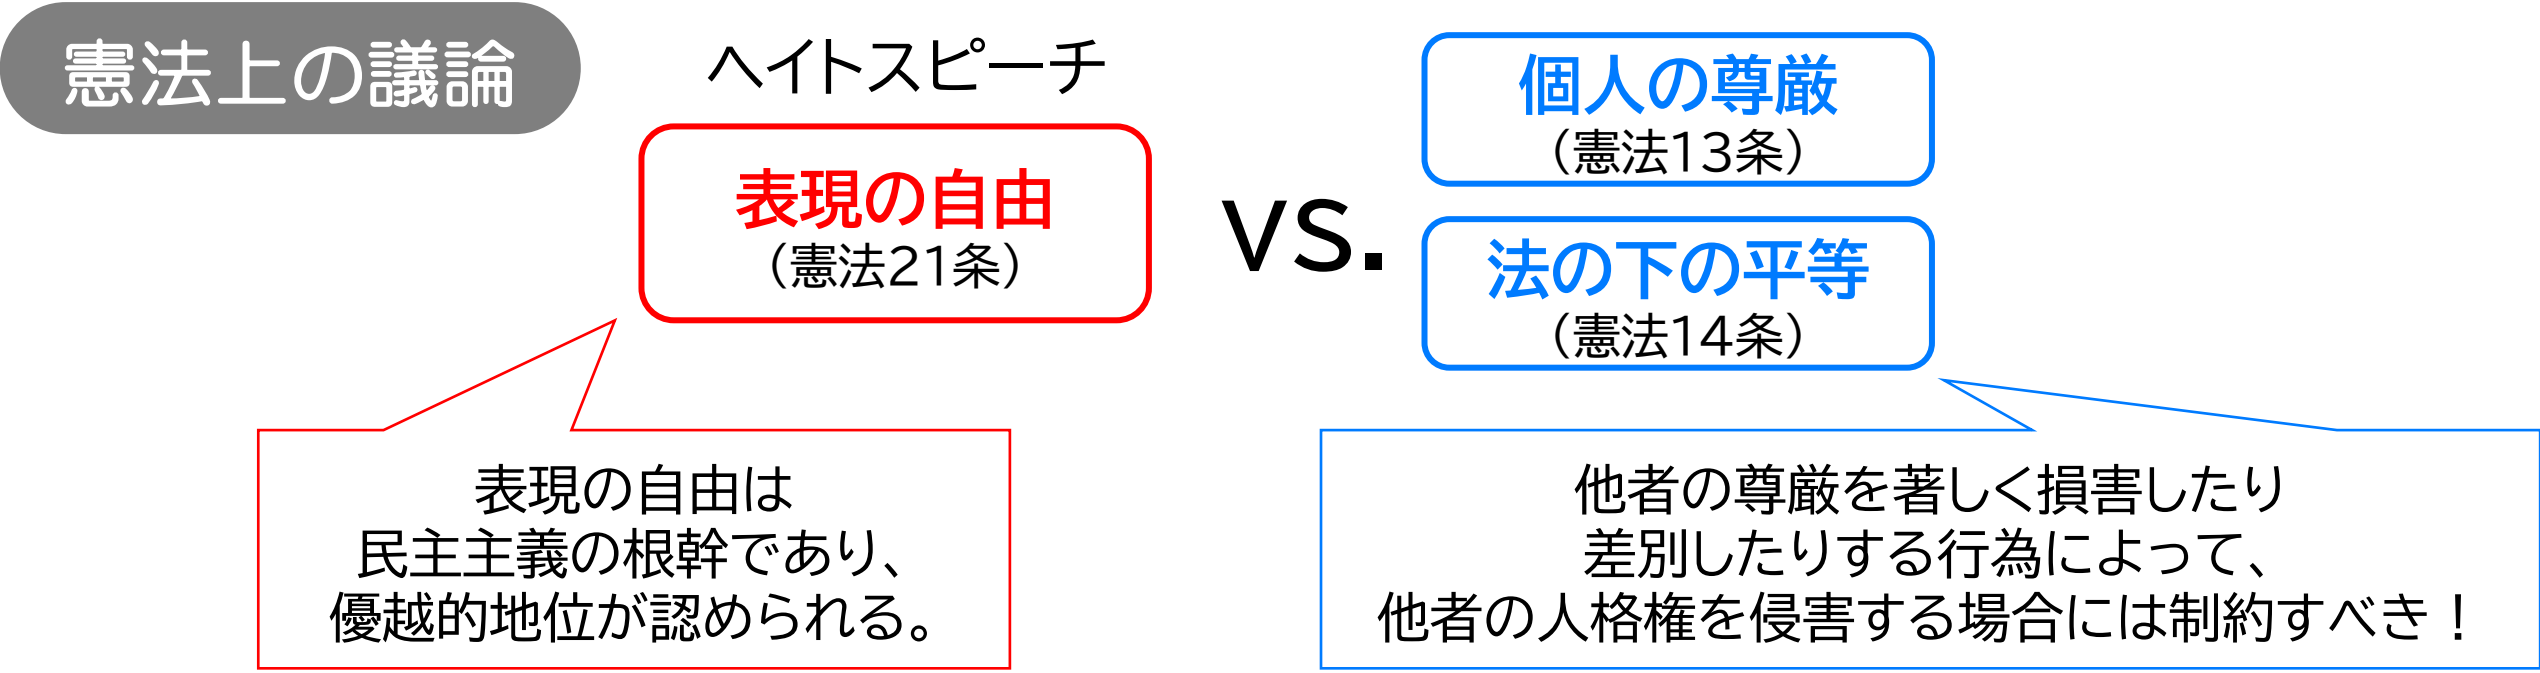 憲法上の議論
ヘイトスピーチ
表現の自由
（憲法21条）
vs.
個人の尊厳
（憲法13条）
法の下の平等
（憲法14条）
表現の自由は
民主主義の根幹であり、
優越的地位が認められる。
他者の尊厳を著しく損害したり
差別したりする行為によって、
他者の人格権を侵害する場合には制約すべき！